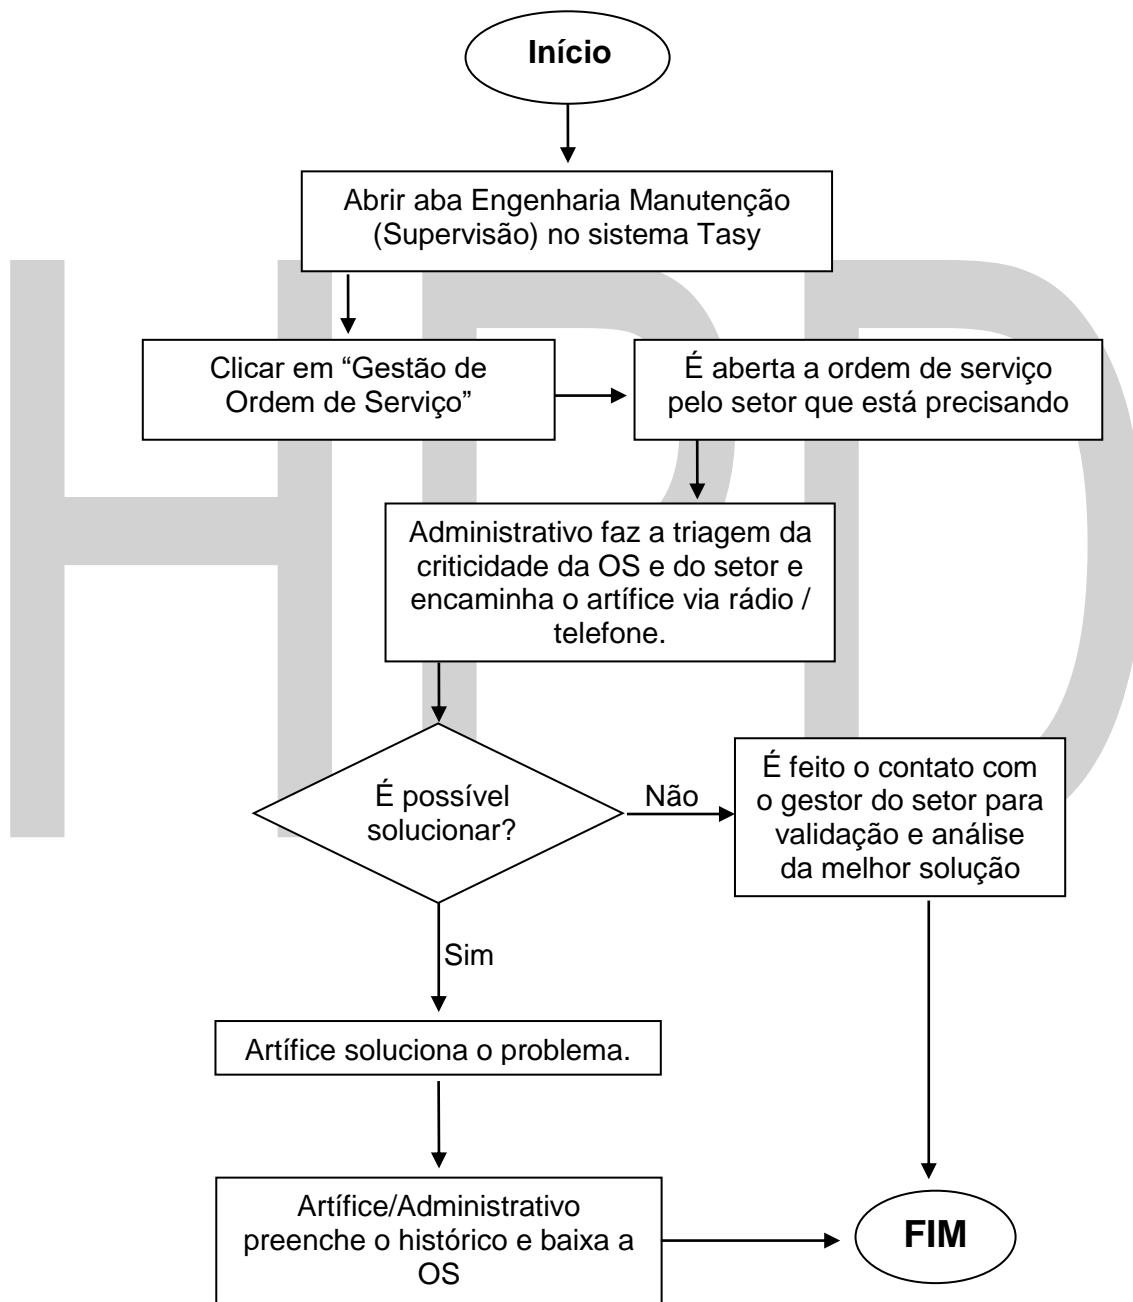 Início
Abrir aba Engenharia Manutenção
(Supervisão) no sistema Tasy
Clicar em “Gestão de
Ordem de Serviço”
É aberta a ordem de serviço
pelo setor que está precisando
Administrativo faz a triagem da
criticidade da OS e do setor e
encaminha o artífice via rádio /
telefone.
É possível
solucionar?
Não
É feito o contato com
o gestor do setor para
validação e análise
da melhor solução
Sim
Artífice soluciona o problema.
Artífice/Administrativo
preenche o histórico e baixa a
OS
FIM
HPD